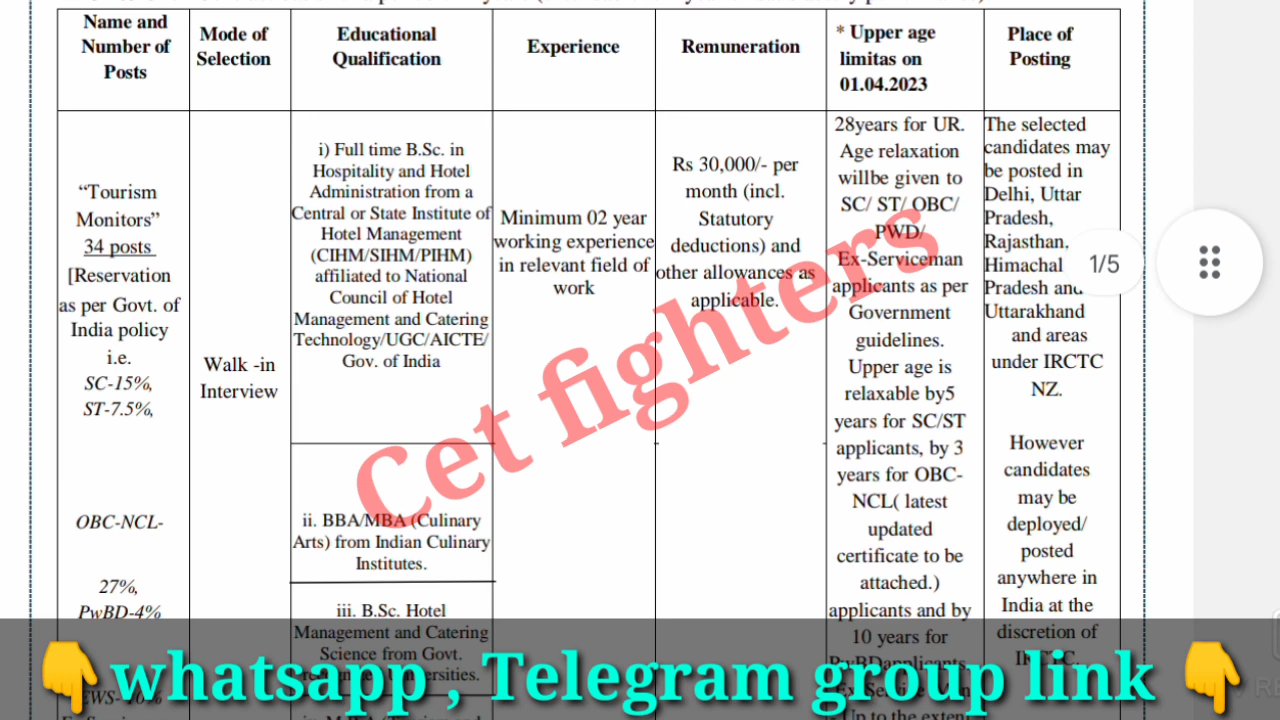 Name and
Number of
Posts
Mode of
Selection
Educational
Qualification
Experience
Remuneration
* Upper age
limitas on
01.04.2023
Place of
Posting
“Tourism
Monitors”
34 posts
[Reservation
as per Govt. of
India policy
i.e.
SC-15%,
ST-7.5%,
OBC-NCL-
27%,
PwBD-4%
EWS-10%
Walk -in
Interview
i) Full time B.Sc. in
Hospitality and Hotel
Administration from a
Central or State Institute of
Hotel Management
(CIHM/SIHM/PIHM)
affiliated to National
Council of Hotel
Management and Catering
Technology/UGC/AICTE/
Gov. of India
ii. BBA/MBA (Culinary
Arts) from Indian Culinary
Institutes.
iii. B.Sc. Hotel
Management and Catering
Science from Govt.
Minimum 02 year
working experience
in relevant field of
work
Rs 30,000/- per
month (incl.
Statutory
deductions) and
other allowances as
applicable.
28years for UR.
Age relaxation
willbe given to
SC/ ST/ OBC/
PWD/
Ex-Serviceman
applicants as per
Government
guidelines.
Upper age is
relaxable by5
years for SC/ST
applicants, by 3
years for OBC-
NCL( latest
updated
certificate to be
attached.)
applicants and by
10 years for
PwBDapplicants.
Up to the extent
The selected
candidates may
be posted in
Delhi, Uttar
Pradesh,
Rajasthan,
Himachal
Pradesh and
Uttarakhand
and areas
under IRCTC
NZ.
However
candidates
may be
deployed/
posted
anywhere in
India at the
discretion of
IRCTC.
1/5
Cet fighters
whatsapp , Telegram group link